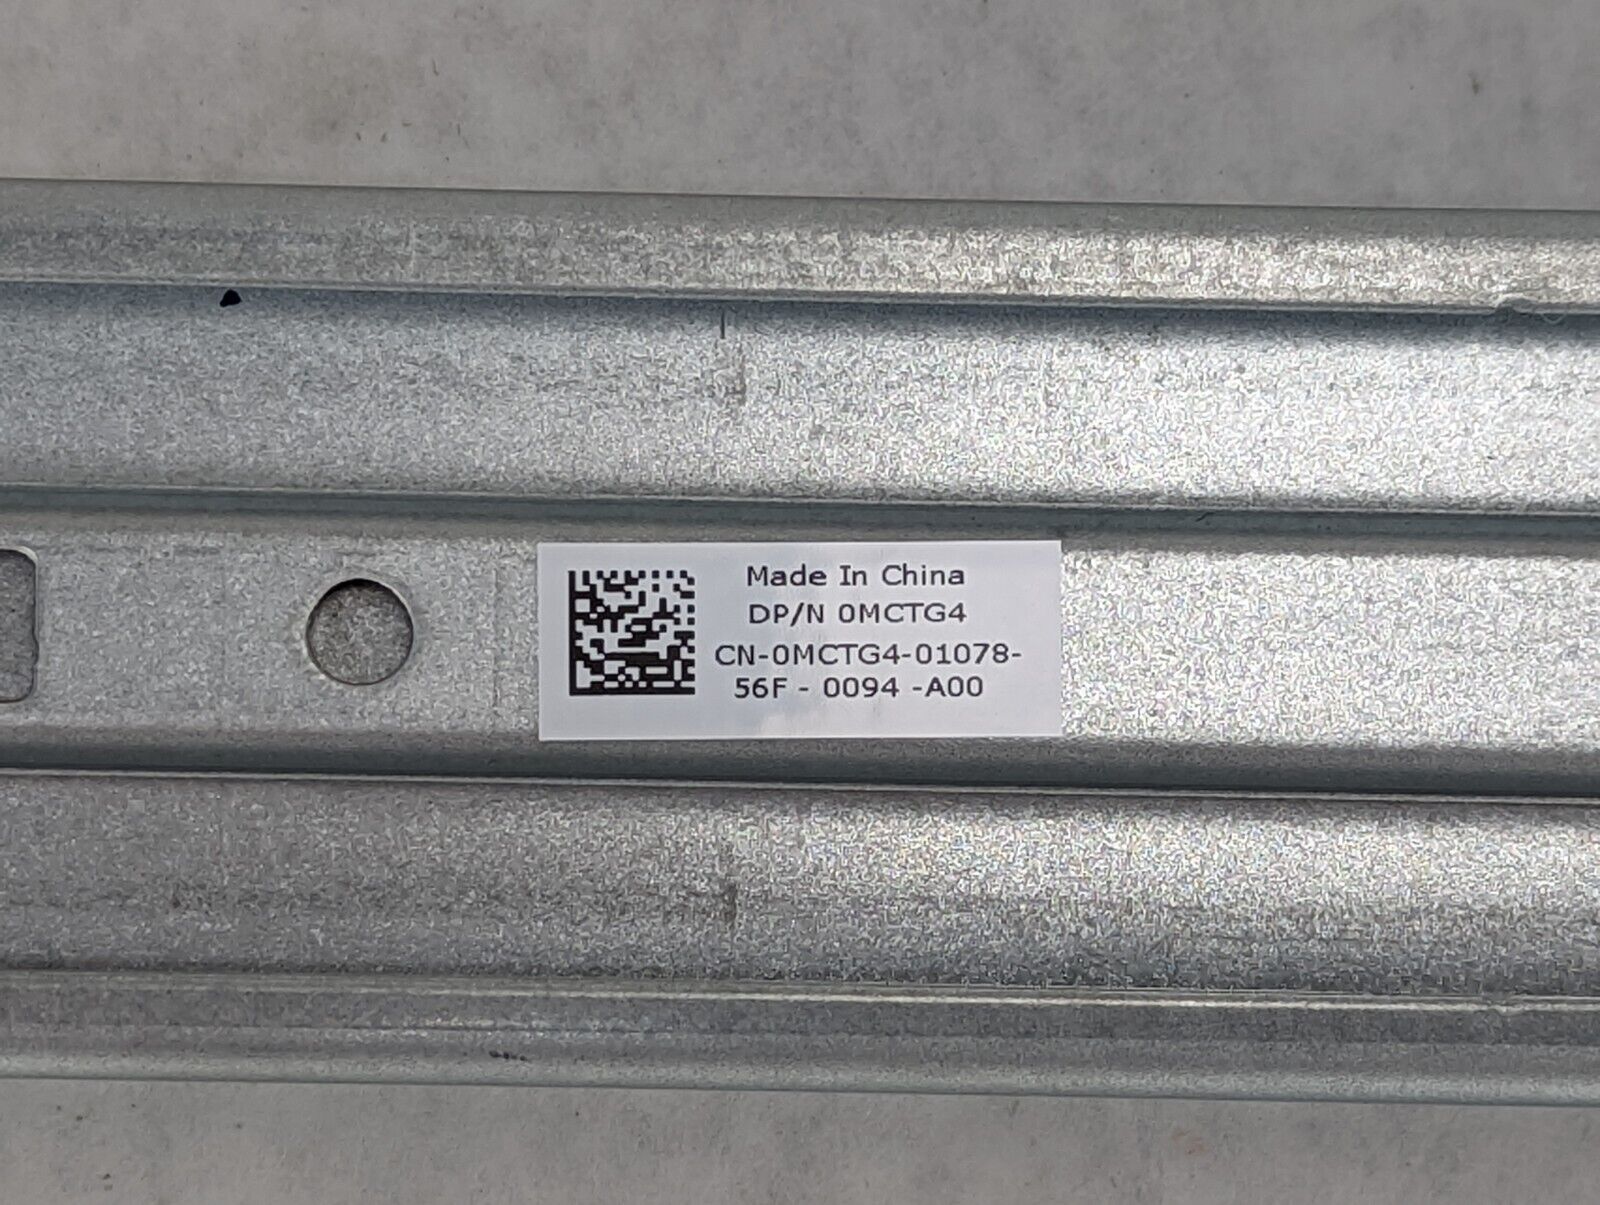 Made In China
DP/N 0MCTG4
CN-0MCTG4-01078-
56F - 0094 -A00